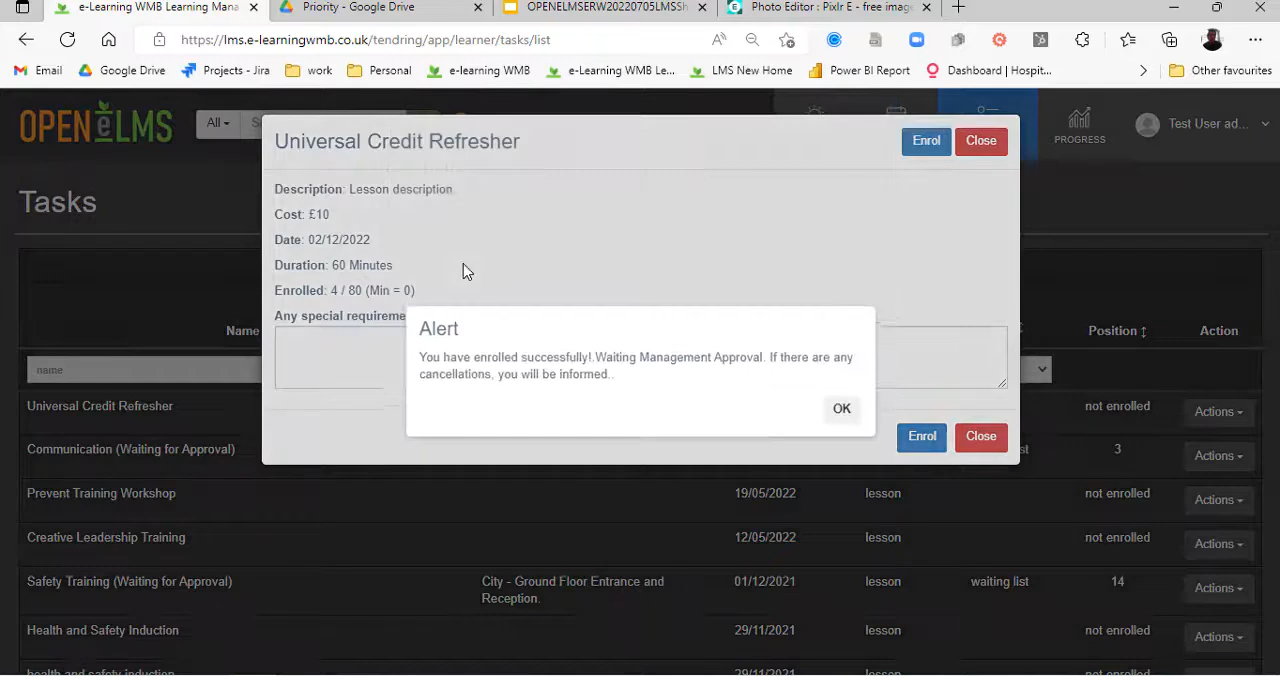 e-Learning WMB Learning Mana
Priority - Google Drive
OPENELMSERW20220705LMSSh
Photo Editor : Pixlr E - free imag
https://lms.e-learningwmb.co.uk/tendring/app/learner/tasks/list
Email
Google Drive
Projects - Jira
work
Personal
e-learning WMB
e-Learning WMB Le...
LMS New Home
Power BI Report
Dashboard | Hospit...
Other favourites
OPEN eLMS
All
PROGRESS
Test User ad...
Universal Credit Refresher
Enrol
Close
Description: Lesson description
Cost: £10
Date: 02/12/2022
Duration: 60 Minutes
Enrolled: 4 / 80 (Min = 0)
Any special requireme
Alert
You have enrolled successfully!.Waiting Management Approval. If there are any
cancellations, you will be informed..
OK
Enrol
Close
Tasks
Name
Position
Action
name
Universal Credit Refresher
not enrolled
Actions
Communication (Waiting for Approval)
st
3
Actions
Prevent Training Workshop
19/05/2022
lesson
not enrolled
Actions
Creative Leadership Training
12/05/2022
lesson
not enrolled
Actions
Safety Training (Waiting for Approval)
City - Ground Floor Entrance and
Reception.
01/12/2021
lesson
waiting list
14
Actions
Health and Safety Induction
29/11/2021
lesson
not enrolled
Actions
health and safety induction
29/11/2021
lesson
not enrolled